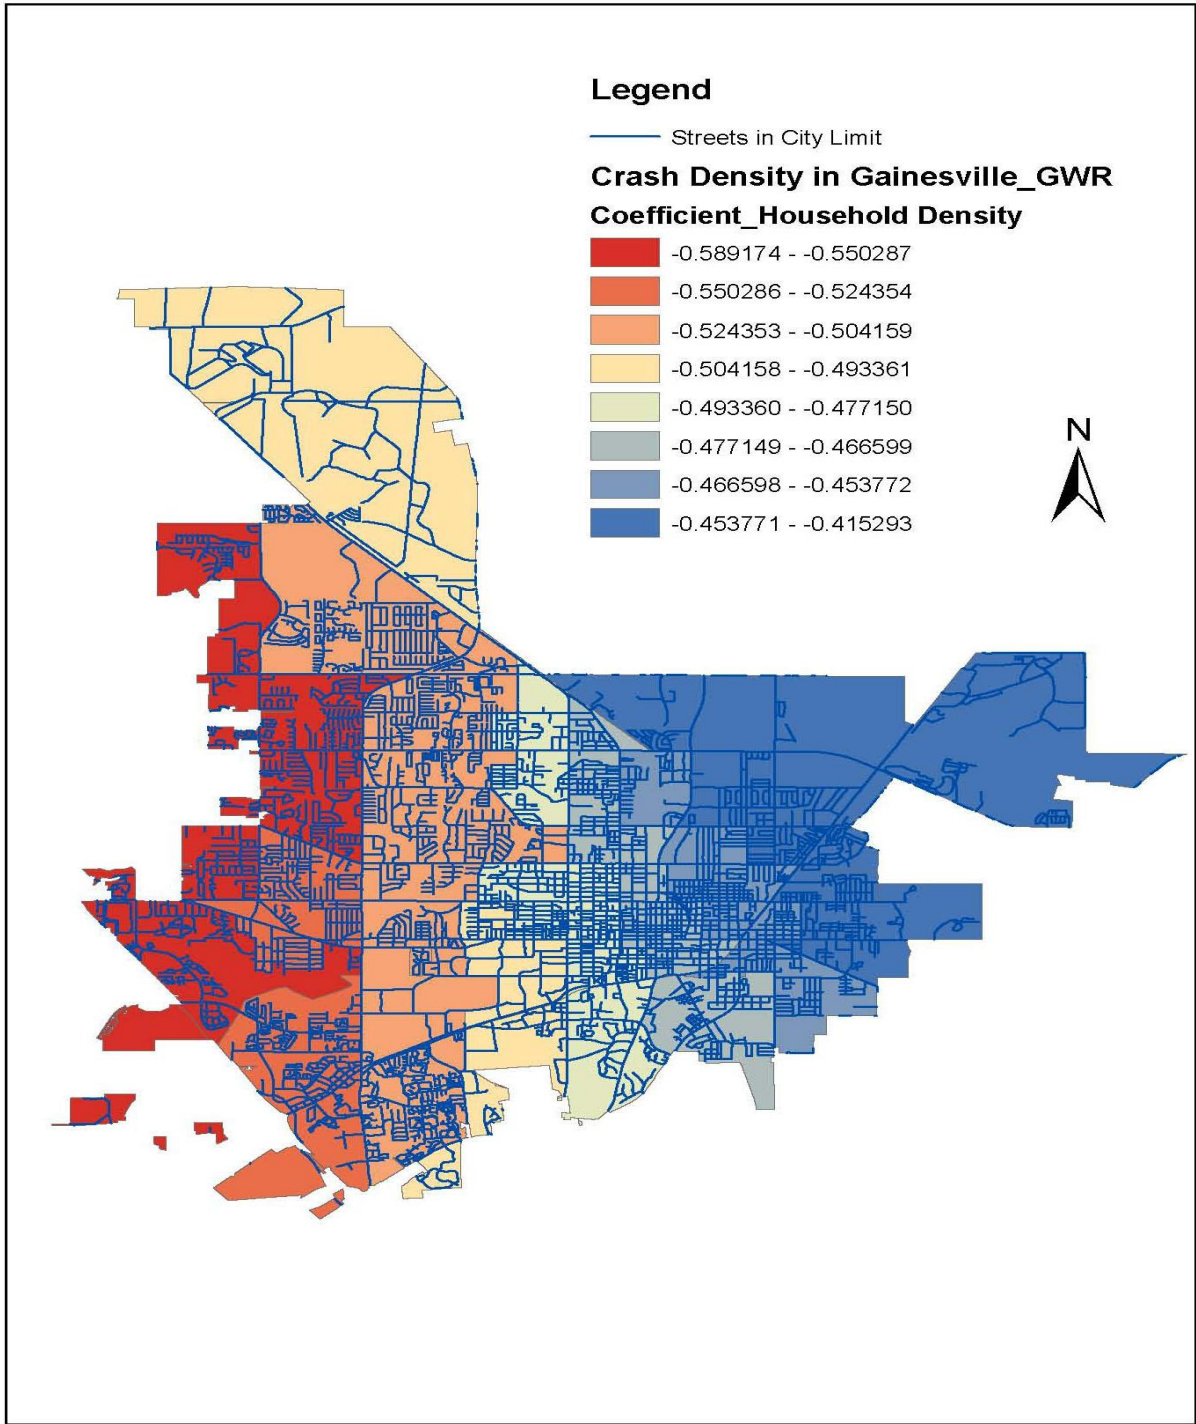 Legend
Streets in City Limit
Crash Density in Gainesville_GWR
Coefficient_Household Density
-0.589174 - -0.550287
-0.550286 - -0.524354
-0.524353 - -0.504159
-0.504158 - -0.493361
-0.493360 - -0.477150
-0.477149 - -0.466599
-0.466598 - -0.453772
-0.453771 - -0.415293
N